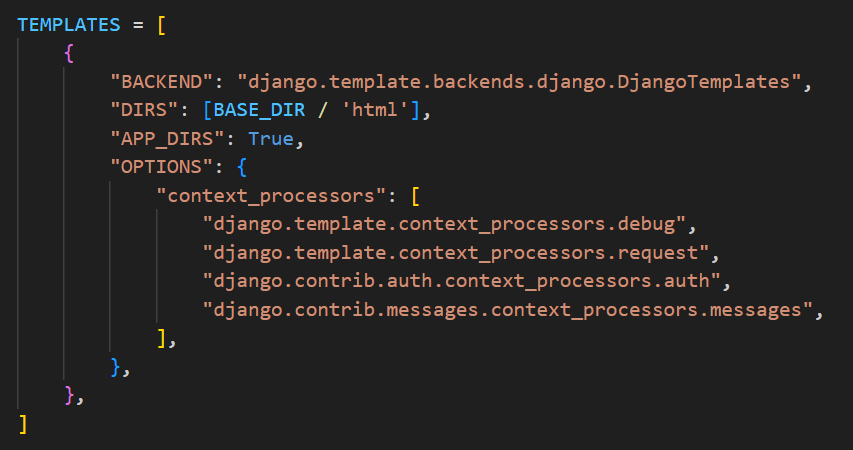 TEMPLATES = [
    {
        "BACKEND": "django.template.backends.django.DjangoTemplates",
        "DIRS": [BASE_DIR / 'html'],
        "APP_DIRS": True,
        "OPTIONS": {
            "context_processors": [
                "django.template.context_processors.debug",
                "django.template.context_processors.request",
                "django.contrib.auth.context_processors.auth",
                "django.contrib.messages.context_processors.messages",
            ],
        },
    },
]